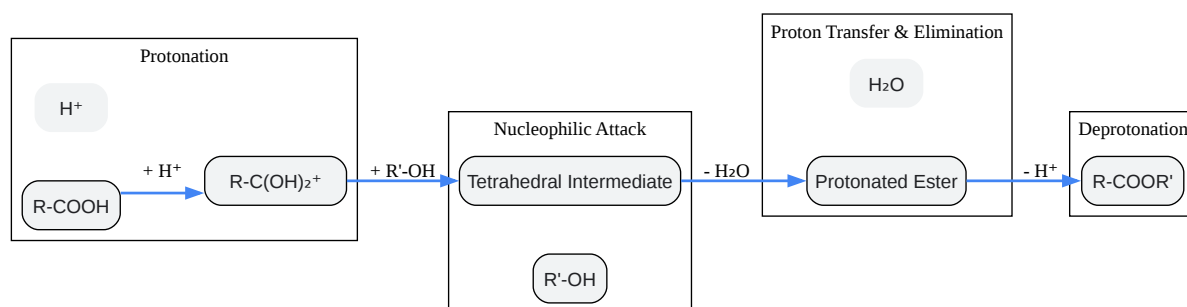 Protonation
H⁺
R-COOH
+ H⁺
R-C(OH)₂⁺
+ R'-OH
Nucleophilic Attack
Tetrahedral Intermediate
R'-OH
- H₂O
Proton Transfer & Elimination
H₂O
Protonated Ester
- H⁺
Deprotonation
R-COOR'